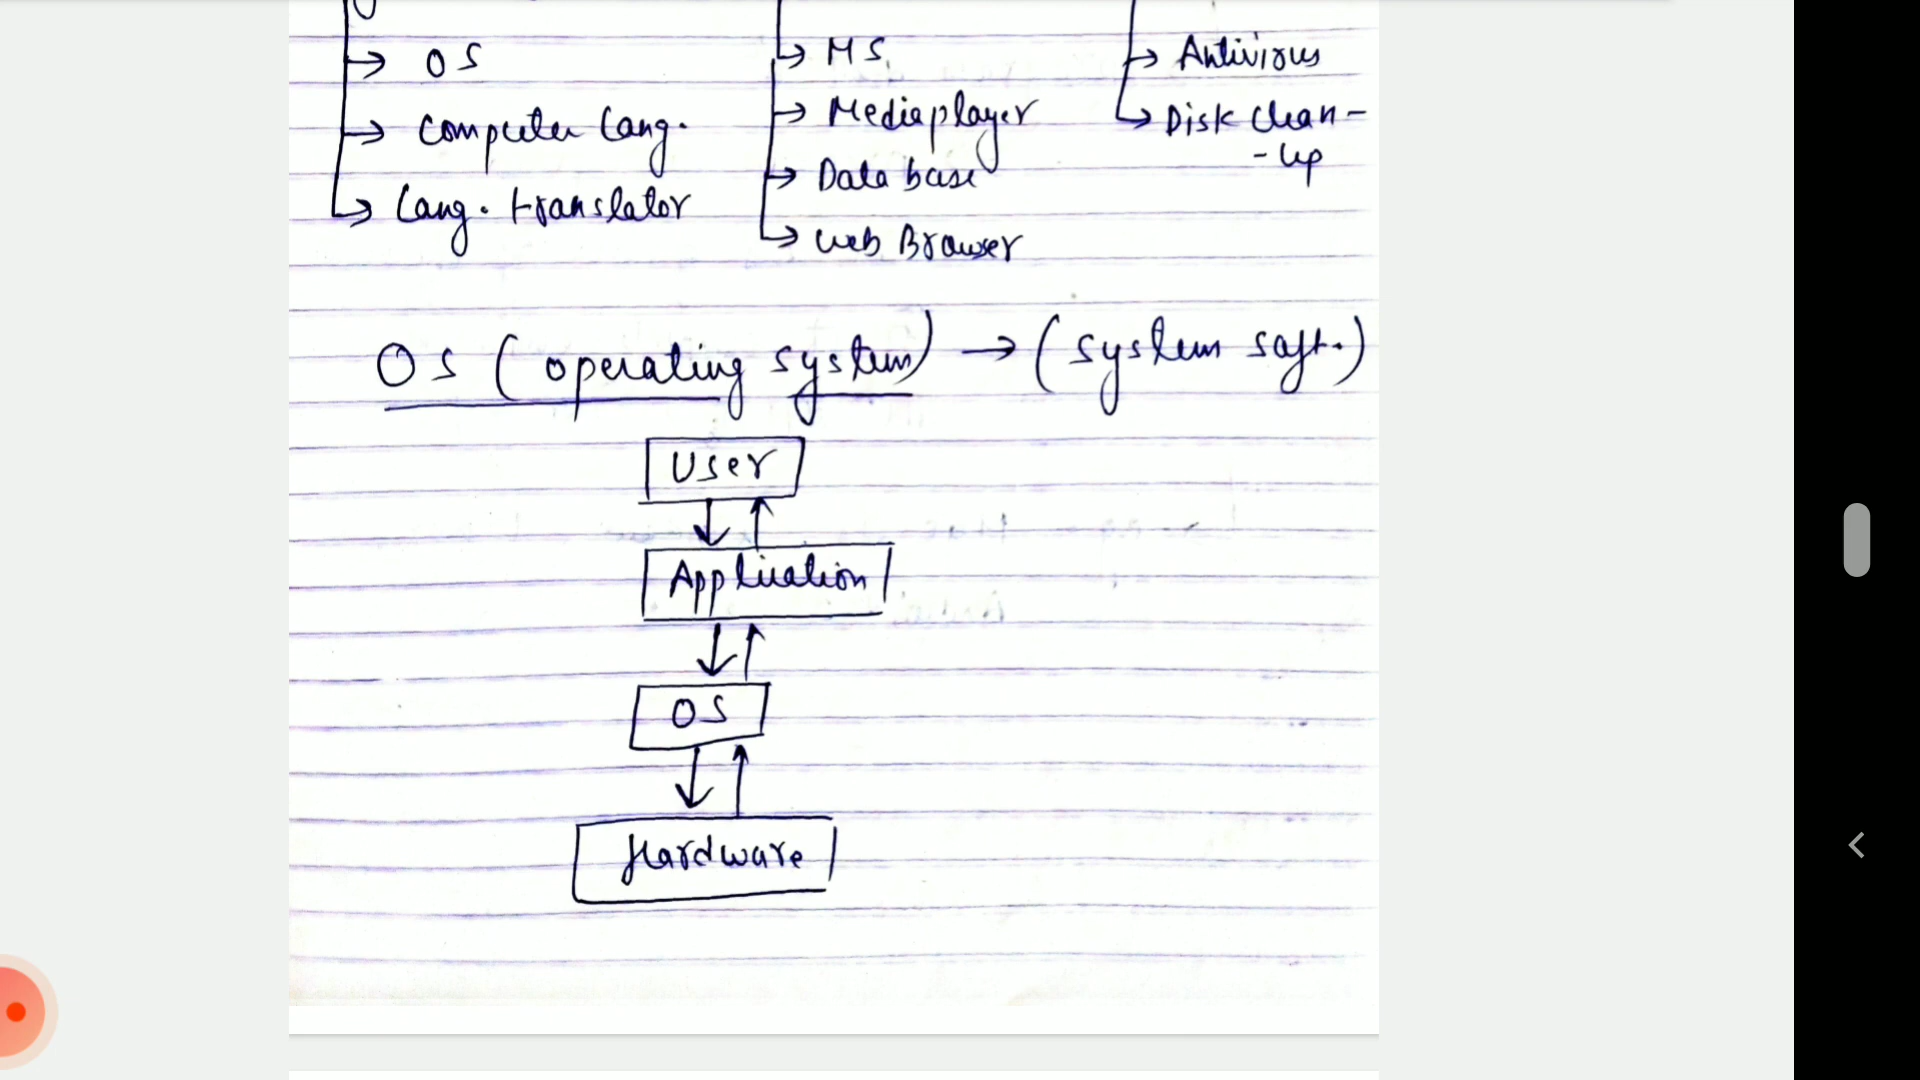 → OS
→ Computer Lang.
→ Lang. translator
→ MS
→ Mediaplayer
→ Data base
→ Web Browser
→ Antivirus
→ Disk clean-
-up
OS (operating system) → (system soft.)
User
Application
OS
Hardware